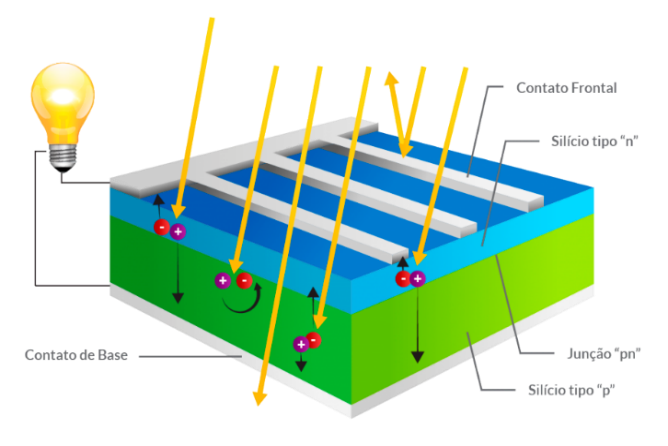 Contato Frontal
Silício tipo "n"
Contato de Base
Junção "pn"
Silício tipo "p"